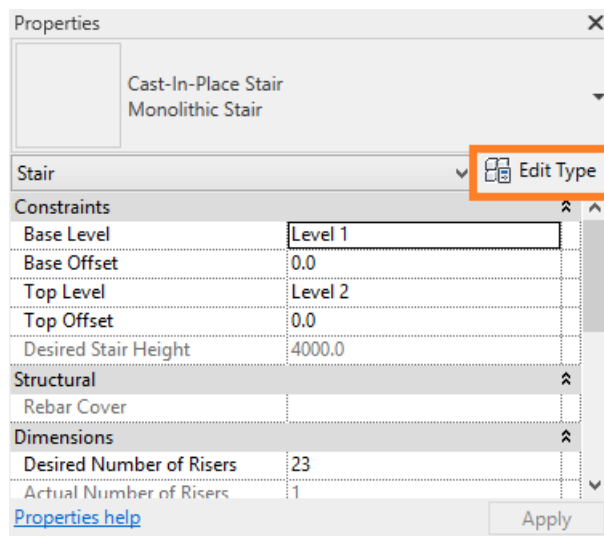 Properties
Cast-In-Place Stair
Monolithic Stair
Stair
Edit Type
Constraints
Base Level Level 1
Base Offset 0.0
Top Level Level 2
Top Offset 0.0
Desired Stair Height 4000.0
Structural
Rebar Cover
Dimensions
Desired Number of Risers 23
Actual Number of Risers 1
Properties help Apply